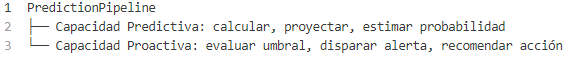 1 PredictionPipeline
2 ├── Capacidad Predictiva: calcular, proyectar, estimar probabilidad
3 └── Capacidad Proactiva: evaluar umbral, disparar alerta, recomendar acción